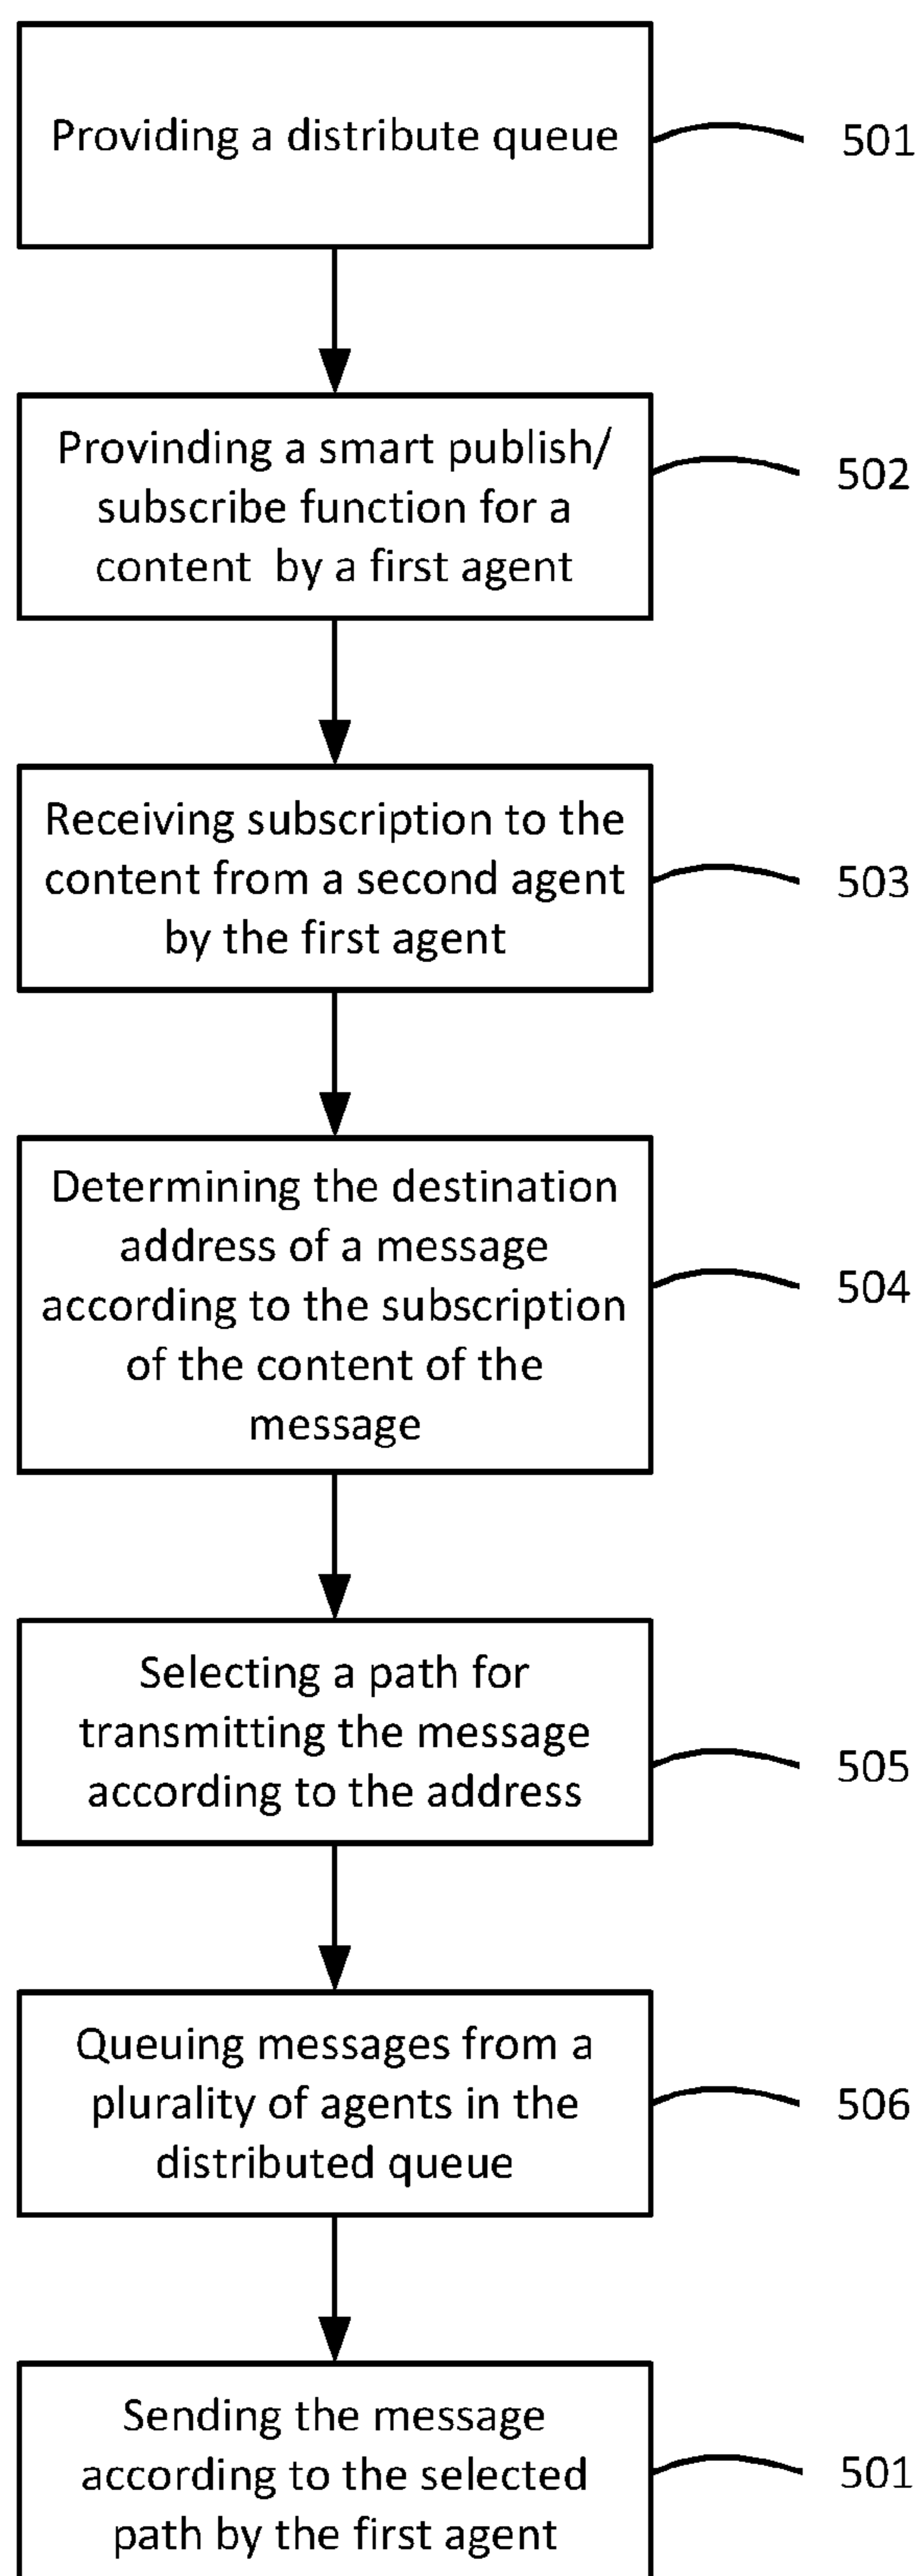 Providing a distribute queue
501
Provinding a smart publish/
subscribe function for a
content by a first agent
502
Receiving subscription to the
content from a second agent
by the first agent
503
Determining the destination
address of a message
according to the subscription
of the content of the
message
504
Selecting a path for
transmitting the message
according to the address
505
Queuing messages from a
plurality of agents in the
distributed queue
506
Sending the message
according to the selected
path by the first agent
501